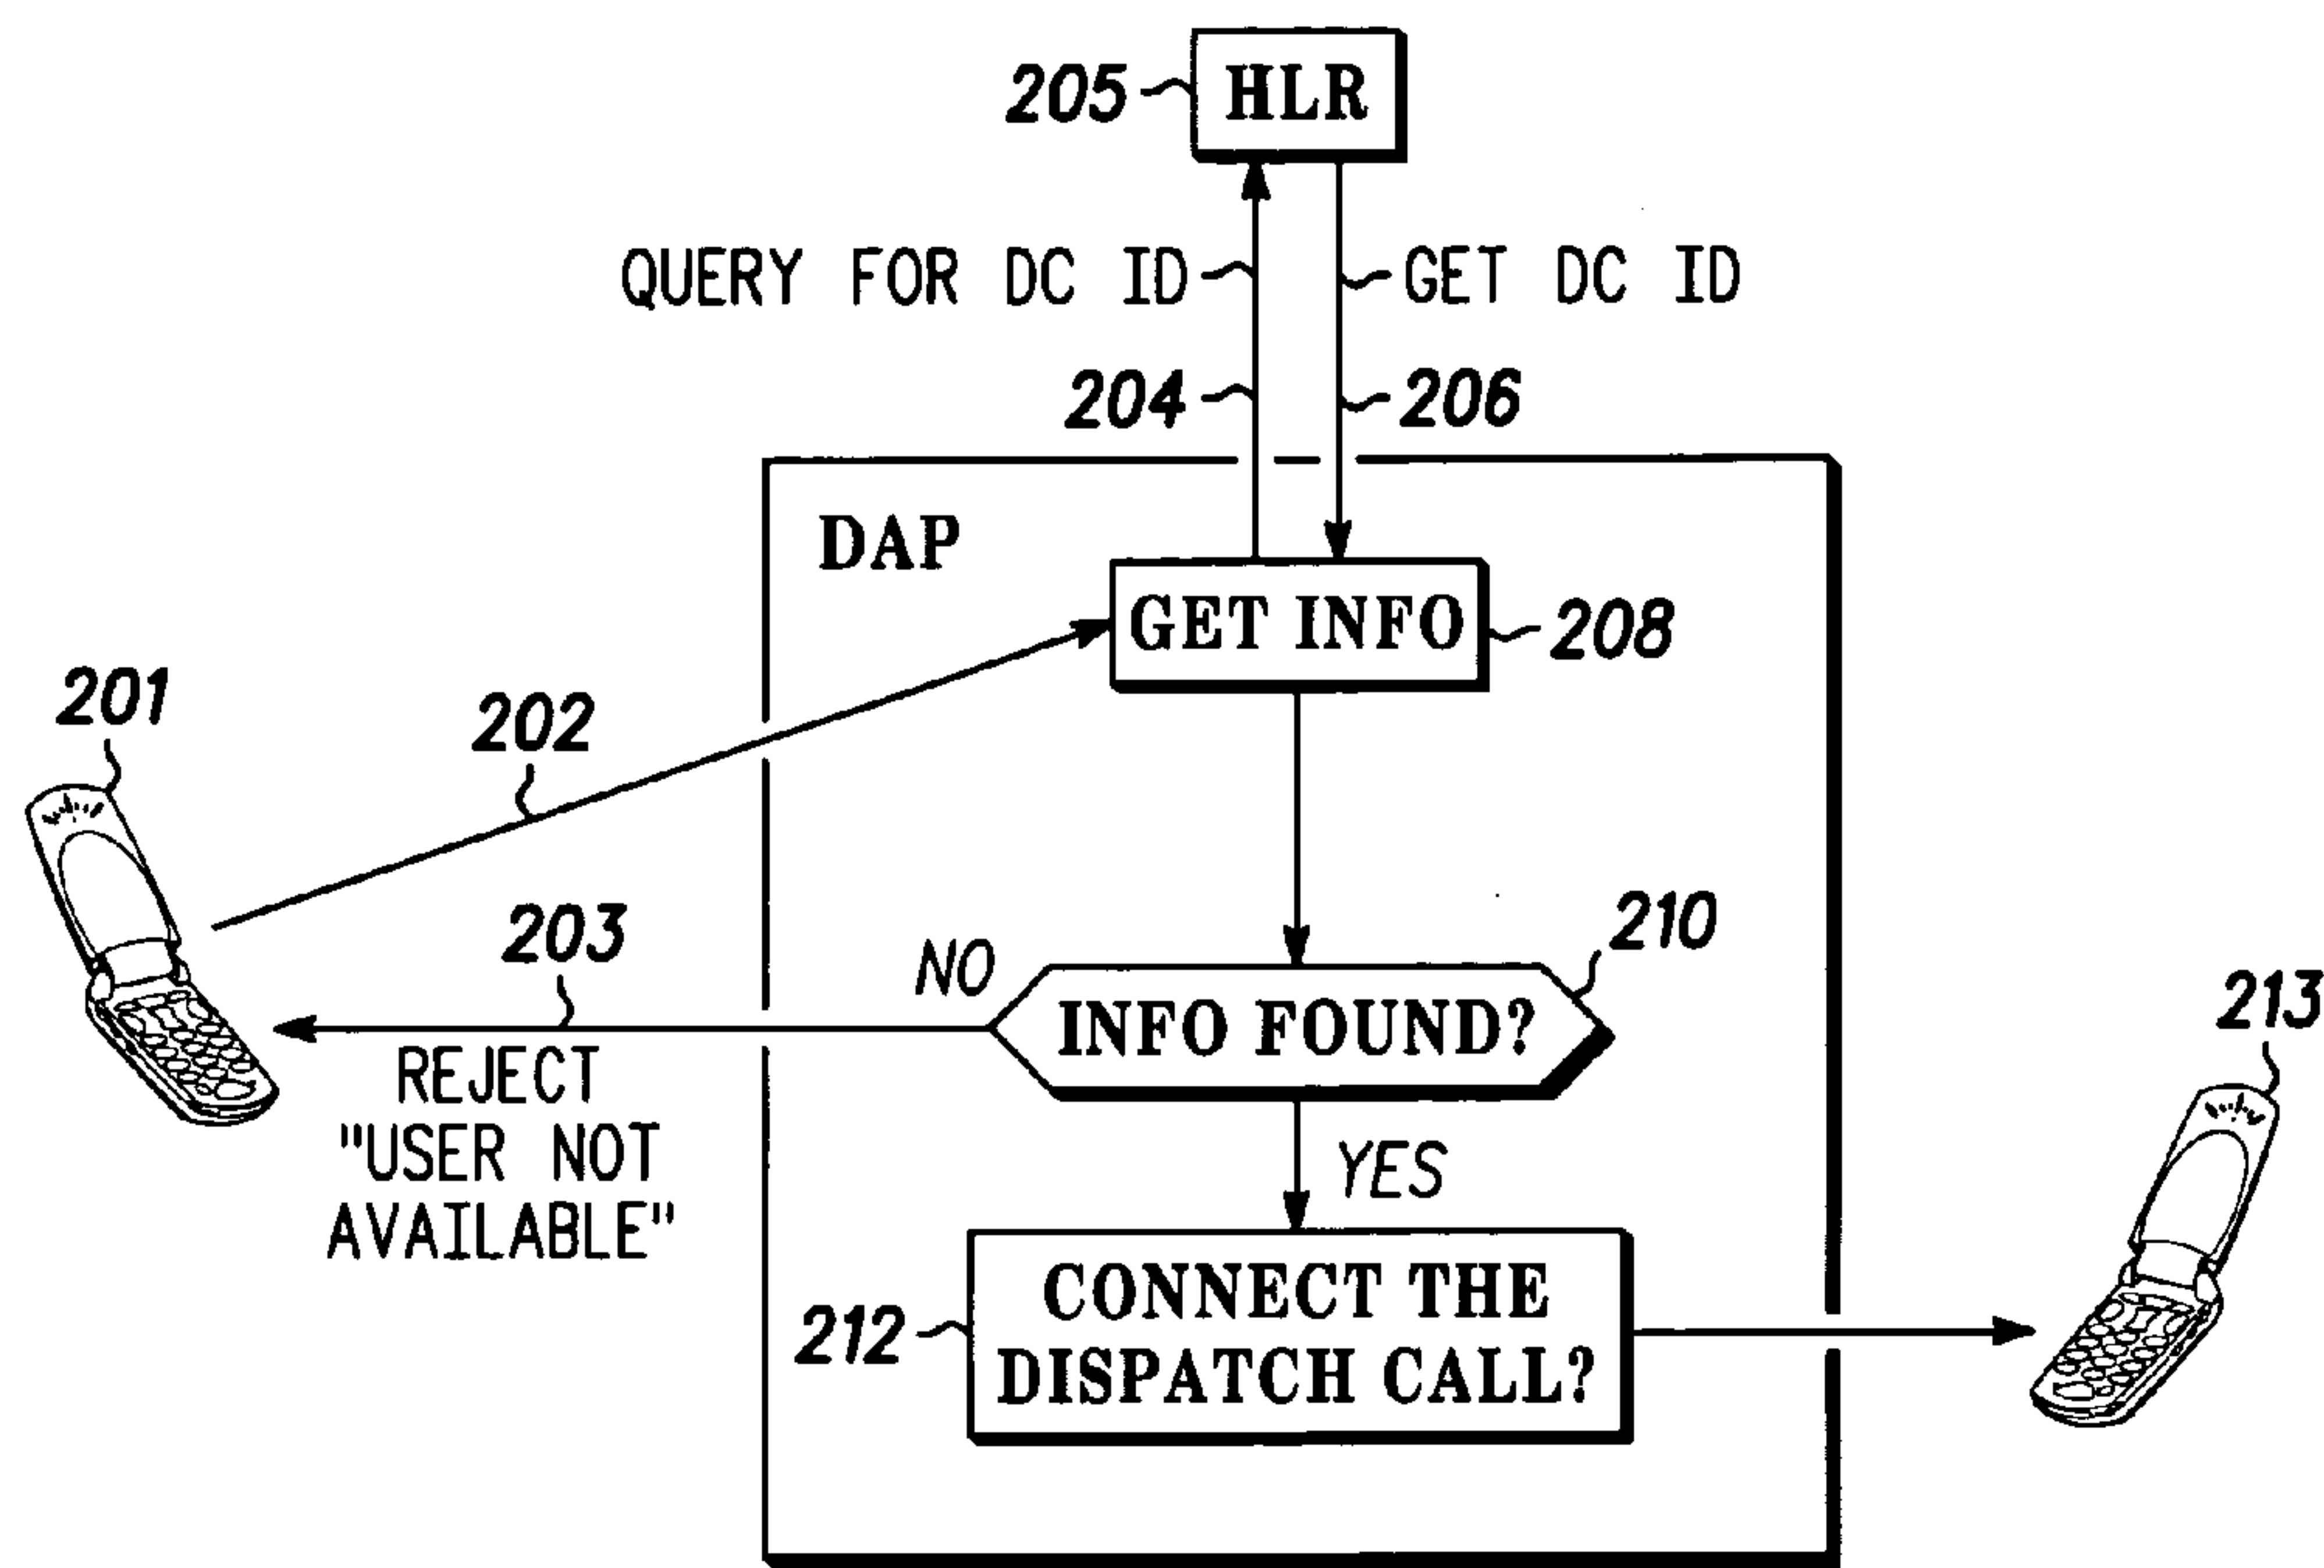 205
HLR
QUERY FOR DC ID
GET DC ID
204
206
DAP
GET INFO
208
201
202
203
NO
210
INFO FOUND?
213
REJECT
"USER NOT
AVAILABLE"
YES
212
CONNECT THE
DISPATCH CALL?